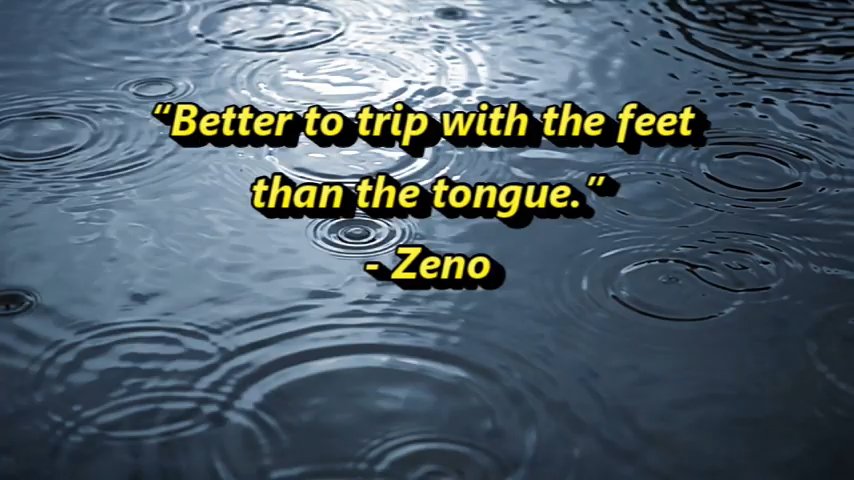 “Better to trip with the feet
than the tongue.”
- Zeno